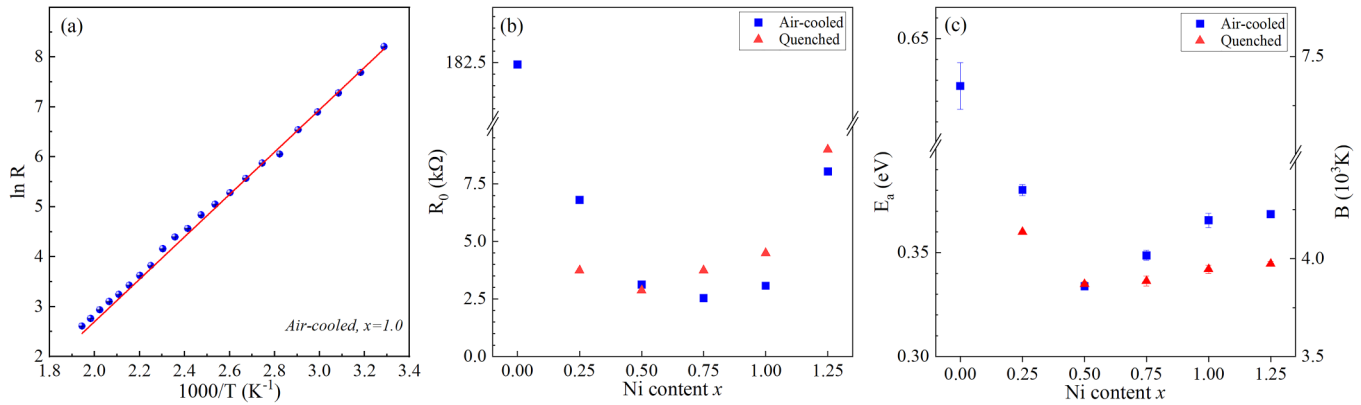 (a)
8
7
6
5
4
3
2
ln R
Air-cooled, x=1.0
1.8 2.0 2.2 2.4 2.6 2.8 3.0 3.2 3.4
1000/T (K⁻¹)
(b)
Air-cooled
Quenched
182.5
7.5
5.0
2.5
0.0
R₀ (kΩ)
0.00 0.25 0.50 0.75 1.00 1.25
Ni content x
(c)
Air-cooled
Quenched
0.65
0.35
0.30
Eₐ (eV)
7.5
4.0
3.5
B (10³K)
0.00 0.25 0.50 0.75 1.00 1.25
Ni content x